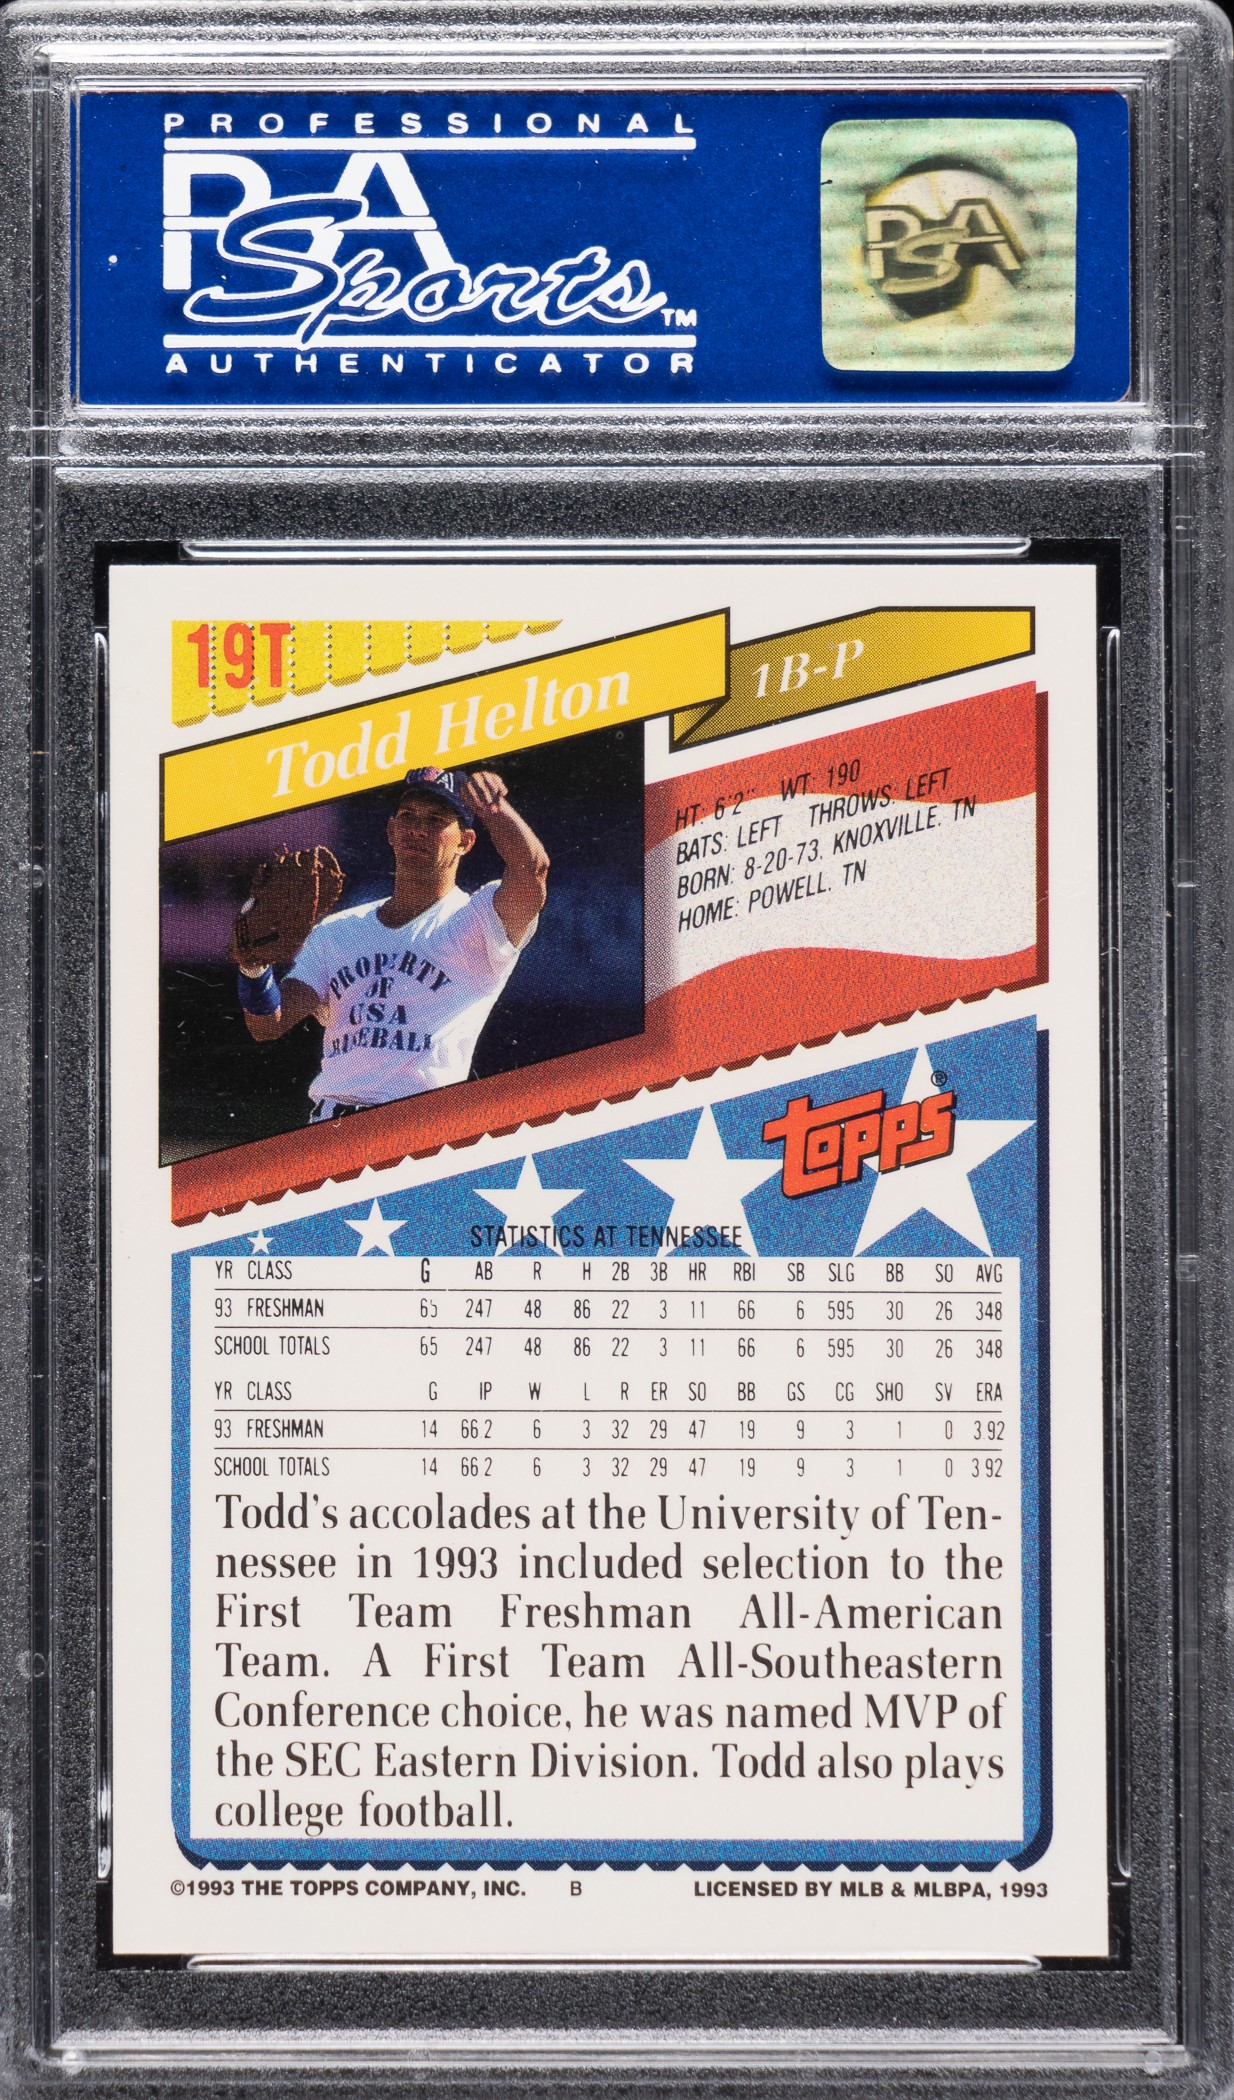 PROFESSIONAL
PSA
Sports™
AUTHENTICATOR
PSA
19T
Todd Helton
1B-P
HT: 6'2" WT: 190
BATS: LEFT THROWS: LEFT
BORN: 8-20-73, KNOXVILLE, TN
HOME: POWELL, TN
PROPERTY
OF
USA
BASEBALL
Topps®
STATISTICS AT TENNESSEE
YR CLASS G AB R H 2B 3B HR RBI SB SLG BB SO AVG
93 FRESHMAN 65 247 48 86 22 3 11 66 6 595 30 26 348
SCHOOL TOTALS 65 247 48 86 22 3 11 66 6 595 30 26 348
YR CLASS G IP W L R ER SO BB GS CG SHO SV ERA
93 FRESHMAN 14 66 2 6 3 32 29 47 19 9 3 1 0 3.92
SCHOOL TOTALS 14 66 2 6 3 32 29 47 19 9 3 1 0 3 92
Todd's accolades at the University of Ten-
nessee in 1993 included selection to the
First Team Freshman All-American
Team. A First Team All-Southeastern
Conference choice, he was named MVP of
the SEC Eastern Division. Todd also plays
college football.
©1993 THE TOPPS COMPANY, INC. B LICENSED BY MLB & MLBPA, 1993